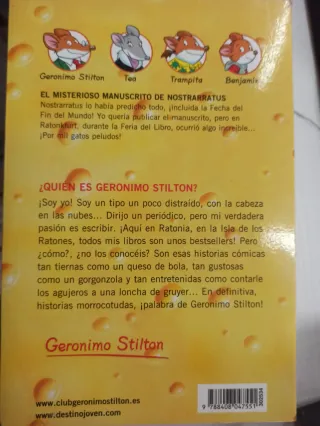 Geronimo Stilton
Tea
Trampita
Benjamín
EL MISTERIOSO MANUSCRITO DE NOSTRARRATUS
Nostrarratus lo había predicho todo, ¡incluida la Fecha del
Fin del Mundo! Yo quería publicar el manuscrito, pero en
Ratonkfurt, durante la Feria del Libro, ocurrió algo increíble...
¡Por mil gatos peludos!
¿QUIÉN ES GERONIMO STILTON?
¡Soy yo! Soy un tipo un poco distraído, con la cabeza
en las nubes... Dirijo un periódico, pero mi verdadera
pasión es escribir. ¡Aquí en Ratonia, en la Isla de los
Ratones, todos mis libros son unos bestsellers! Pero
¿cómo?, ¿no los conocéis? Son esas historias cómicas
tan tiernas como un queso de bola, tan gustosas
como un gorgonzola y tan entretenidas como contarle
los agujeros a una loncha de gruyer... En definitiva,
historias morrocotudas, ¡palabra de Geronimo Stilton!
Geronimo Stilton
www.clubgeronimostilton.es
www.destinojoven.com